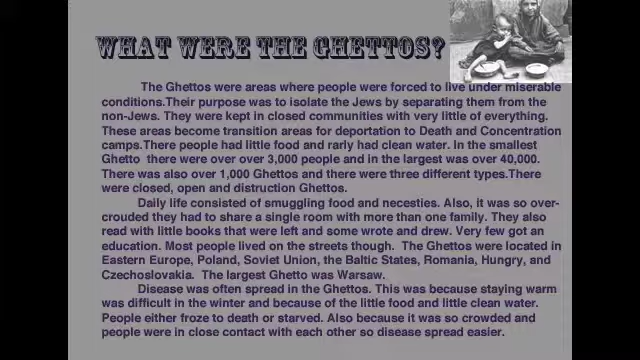 WHAT WERE THE GHETTOS?
The Ghettos were areas where people were forced to live under miserable
conditions.Their purpose was to isolate the Jews by separating them from the
non-Jews. They were kept in closed communities with very little of everything.
These areas become transition areas for deportation to Death and Concentration
camps.There people had little food and rarly had clean water. In the smallest
Ghetto there were over over 3,000 people and in the largest was over 40,000.
There was also over 1,000 Ghettos and there were three different types.There
were closed, open and distruction Ghettos.
Daily life consisted of smuggling food and necesties. Also, it was so over-
crouded they had to share a single room with more than one family. They also
read with little books that were left and some wrote and drew. Very few got an
education. Most people lived on the streets though. The Ghettos were located in
Eastern Europe, Poland, Soviet Union, the Baltic States, Romania, Hungry, and
Czechoslovakia. The largest Ghetto was Warsaw.
Disease was often spread in the Ghettos. This was because staying warm
was difficult in the winter and because of the little food and little clean water.
People either froze to death or starved. Also because it was so crowded and
people were in close contact with each other so disease spread easier.